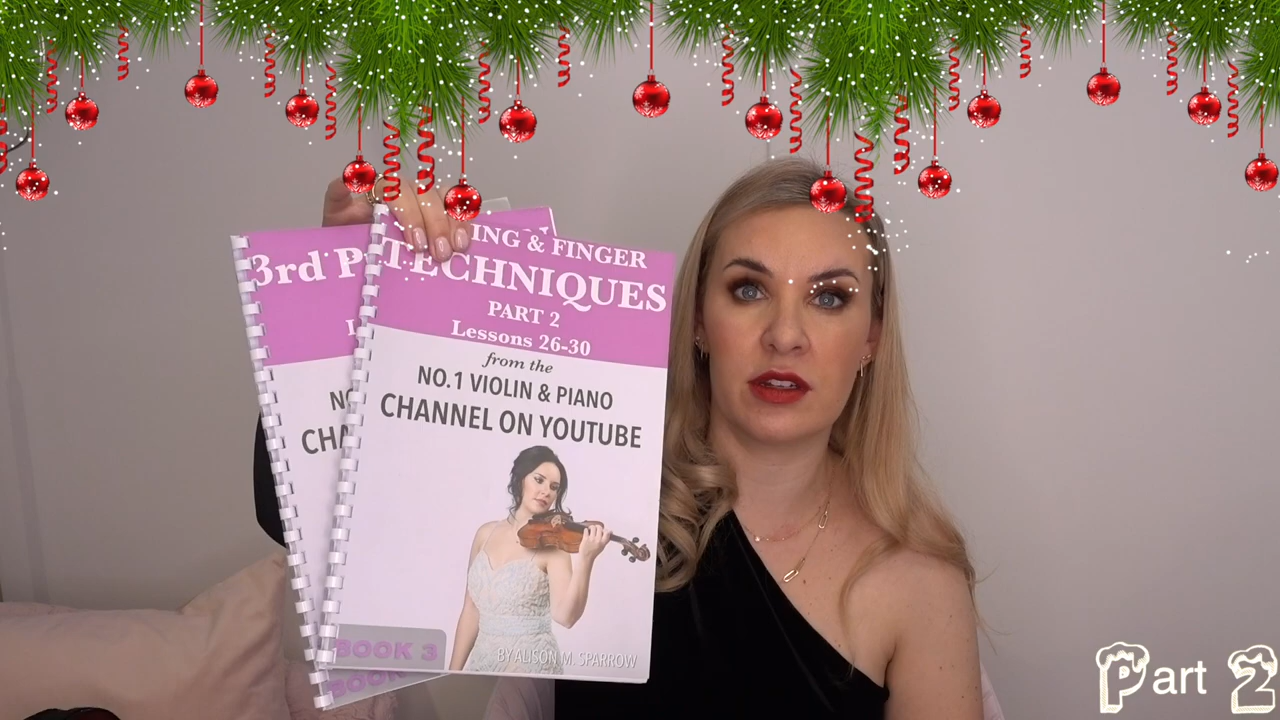 3rd P
L
NO
CHA
BOOK
ING & FINGER
TECHNIQUES
PART 2
Lessons 26-30
from the
NO.1 VIOLIN & PIANO
CHANNEL ON YOUTUBE
BOOK 3
BY ALISON M. SPARROW
Part 2